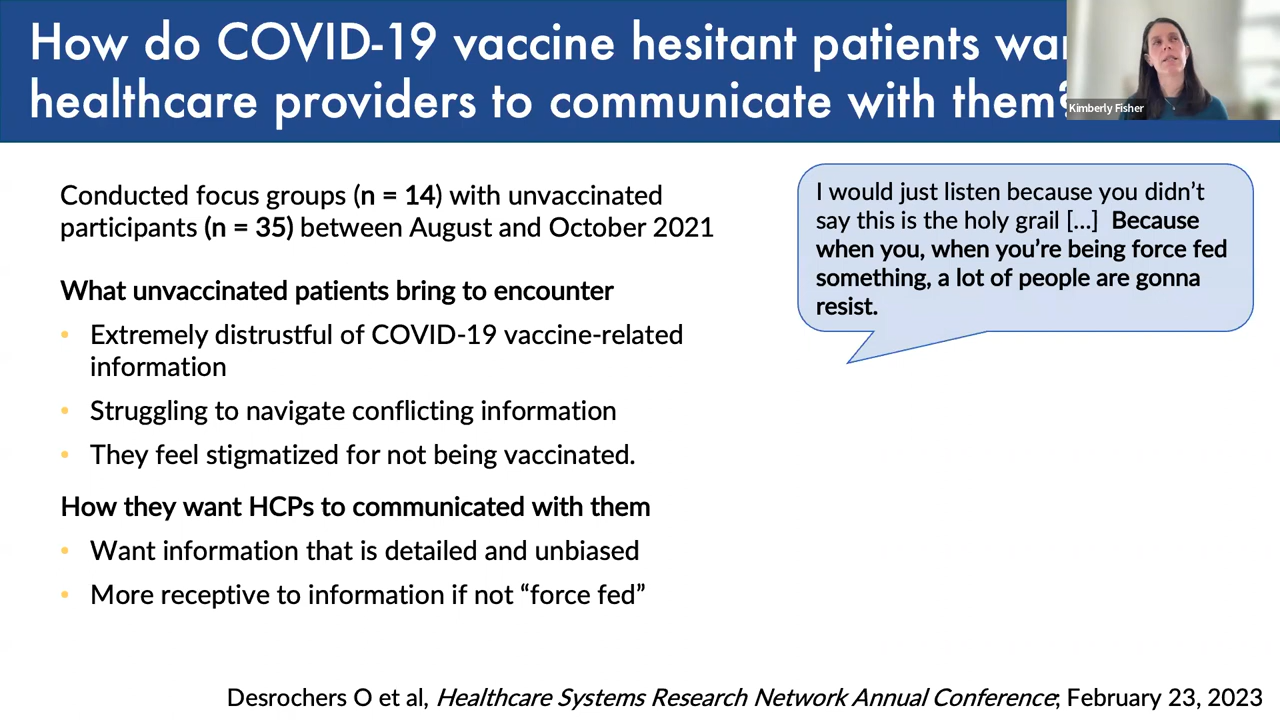 How do COVID-19 vaccine hesitant patients
healthcare providers to communicate with them?
Kimberly Fisher
Conducted focus groups (n = 14) with unvaccinated
participants (n = 35) between August and October 2021
What unvaccinated patients bring to encounter
• Extremely distrustful of COVID-19 vaccine-related
information
• Struggling to navigate conflicting information
• They feel stigmatized for not being vaccinated.
How they want HCPs to communicated with them
• Want information that is detailed and unbiased
• More receptive to information if not “force fed”
I would just listen because you didn’t
say this is the holy grail [...] Because
when you, when you’re being force fed
something, a lot of people are gonna
resist.
Desrochers O et al, Healthcare Systems Research Network Annual Conference; February 23, 2023